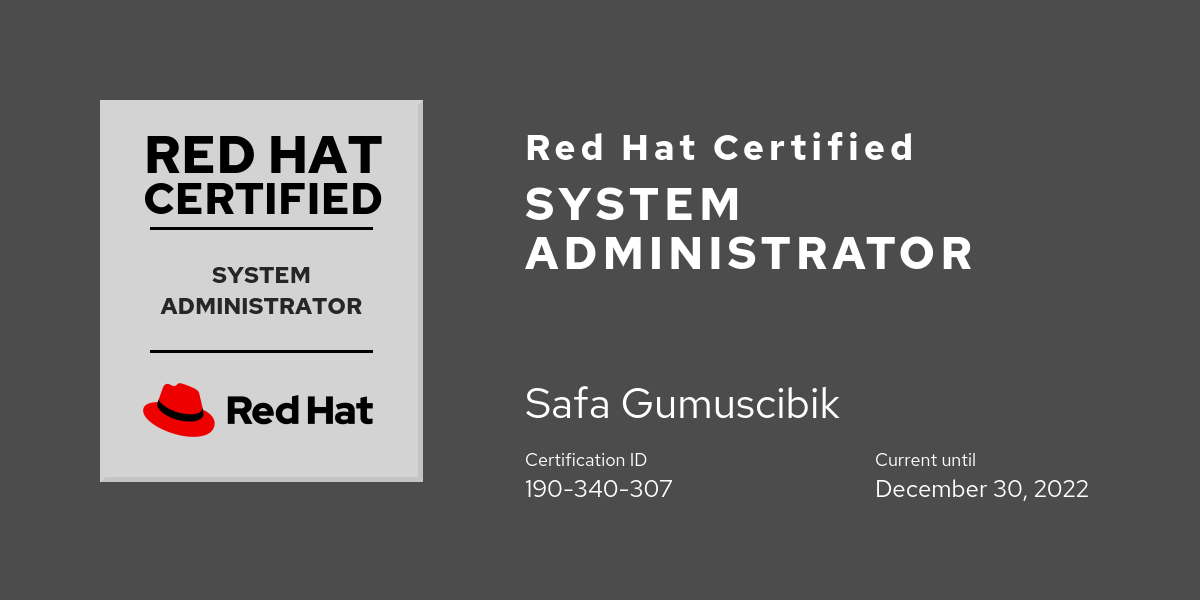 RED HAT
CERTIFIED
SYSTEM
ADMINISTRATOR
Red Hat
Red Hat Certified
SYSTEM
ADMINISTRATOR
Safa Gumuscibik
Certification ID
190-340-307
Current until
December 30, 2022